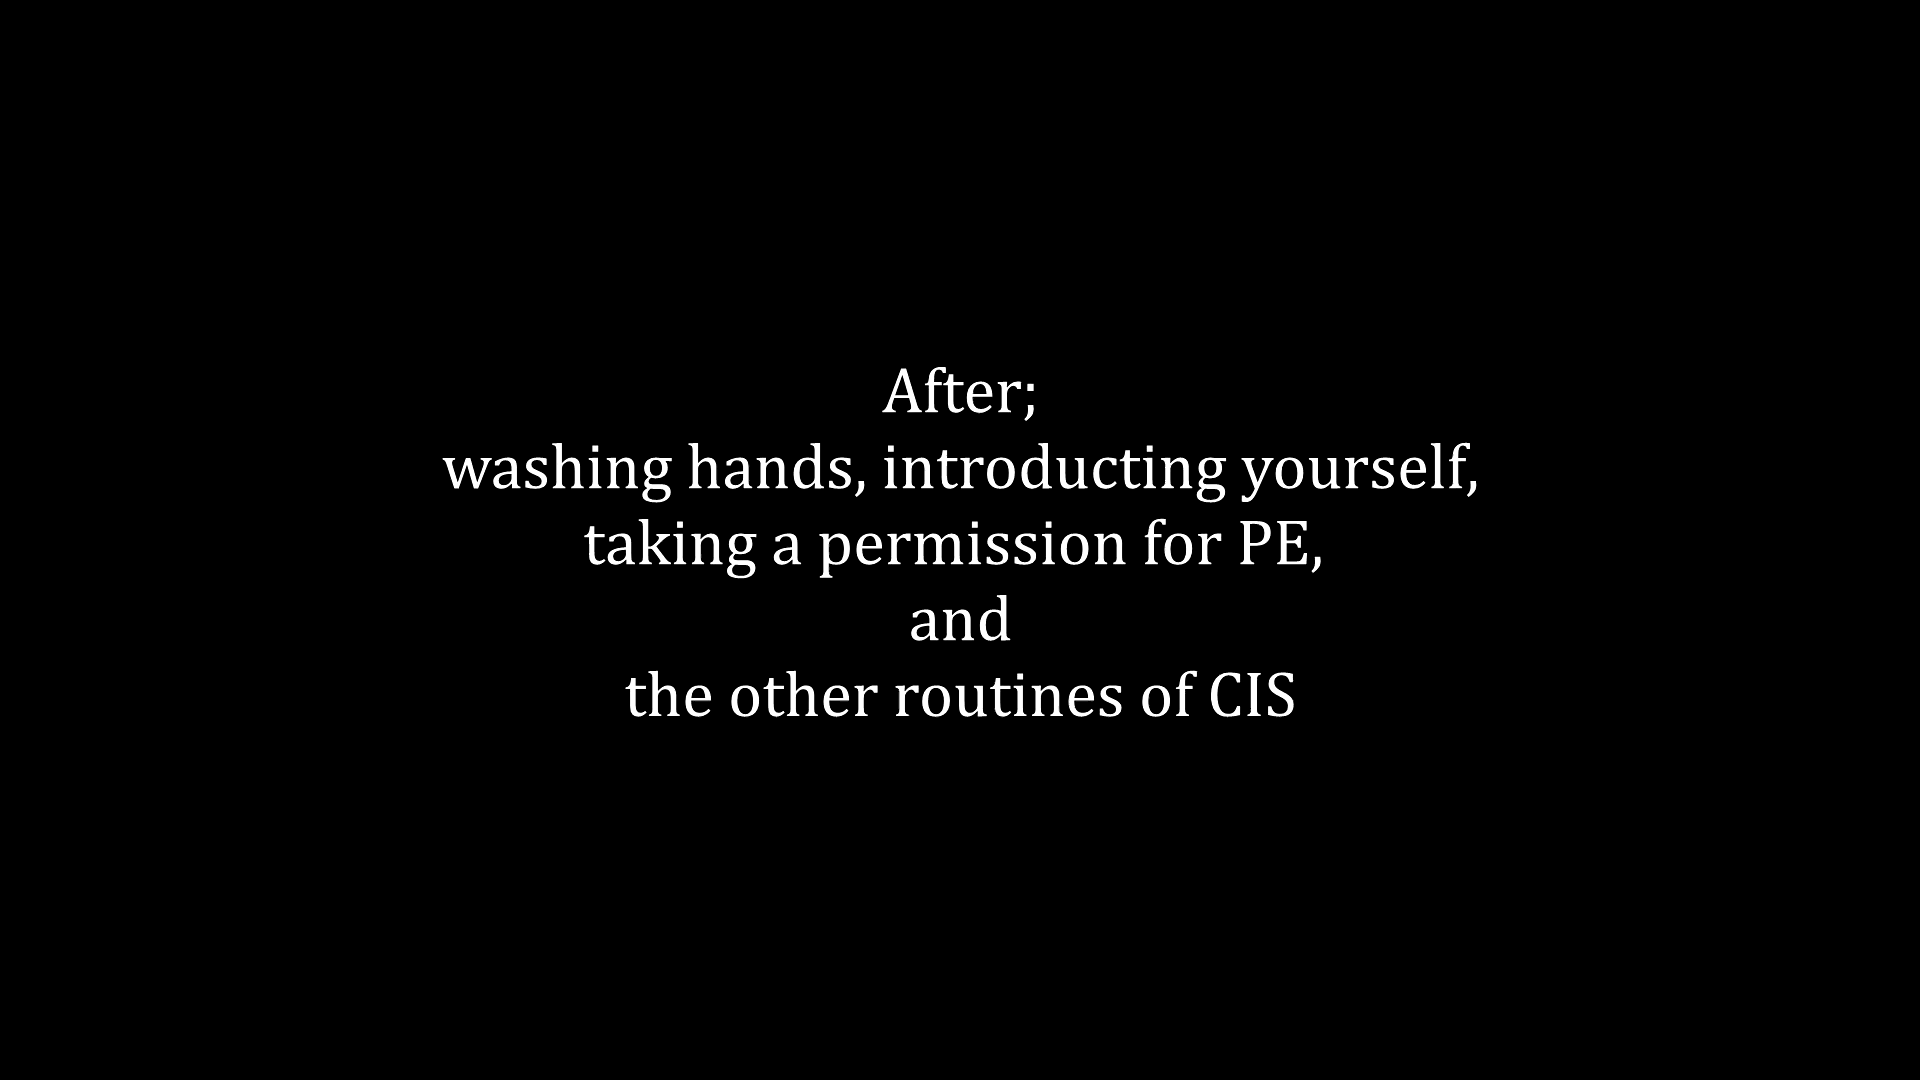 After;
washing hands, introducting yourself,
taking a permission for PE,
and
the other routines of CIS